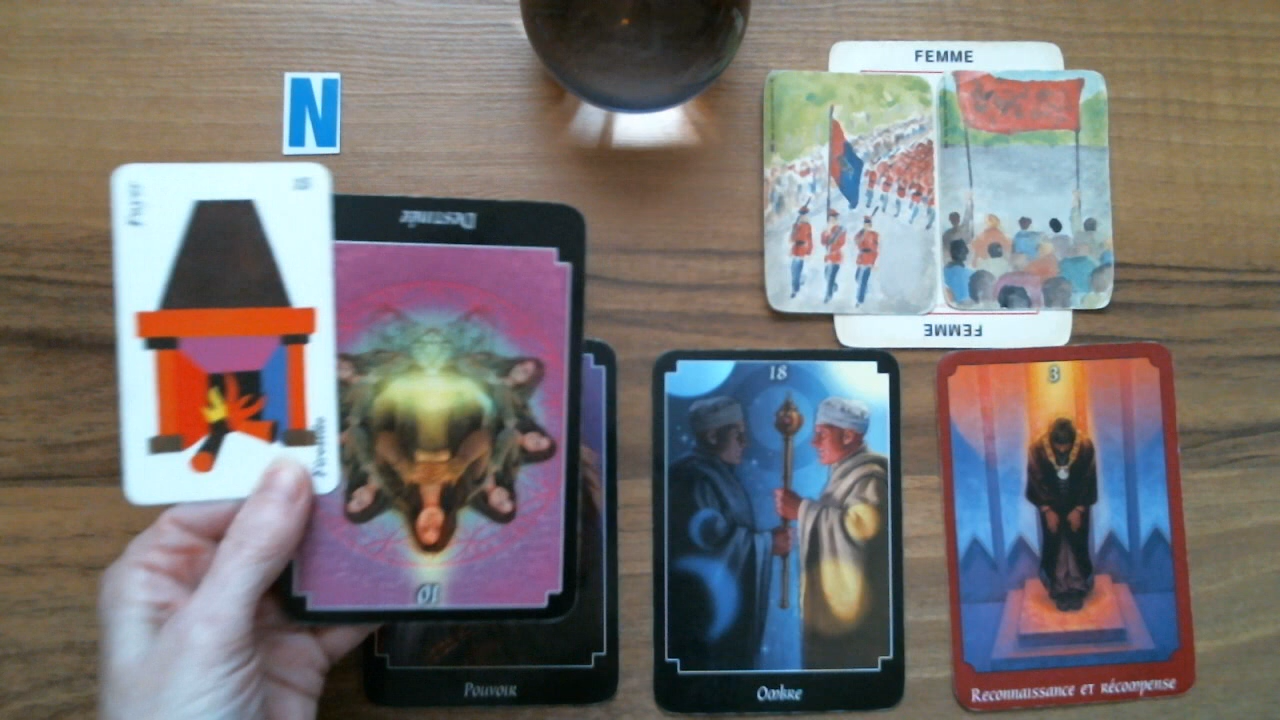 FEMME
N
Destinée
10
FEMME
18
3
Pouvoir
Ombre
Reconnaissance et récompense